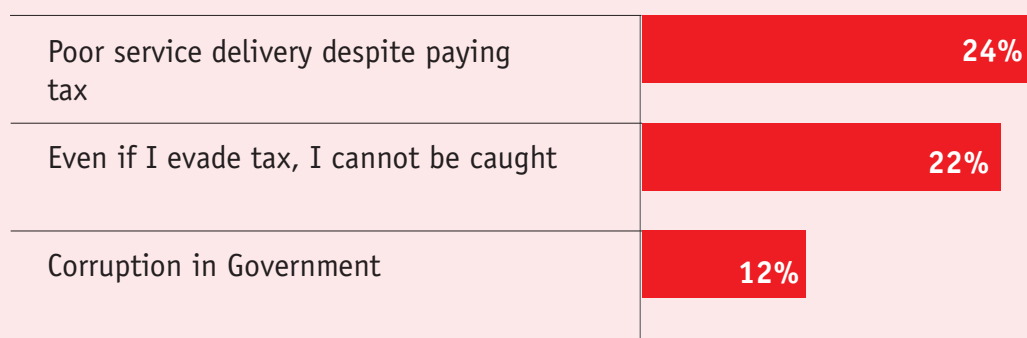 Poor service delivery despite paying
tax
24%
Even if I evade tax, I cannot be caught
22%
Corruption in Government
12%